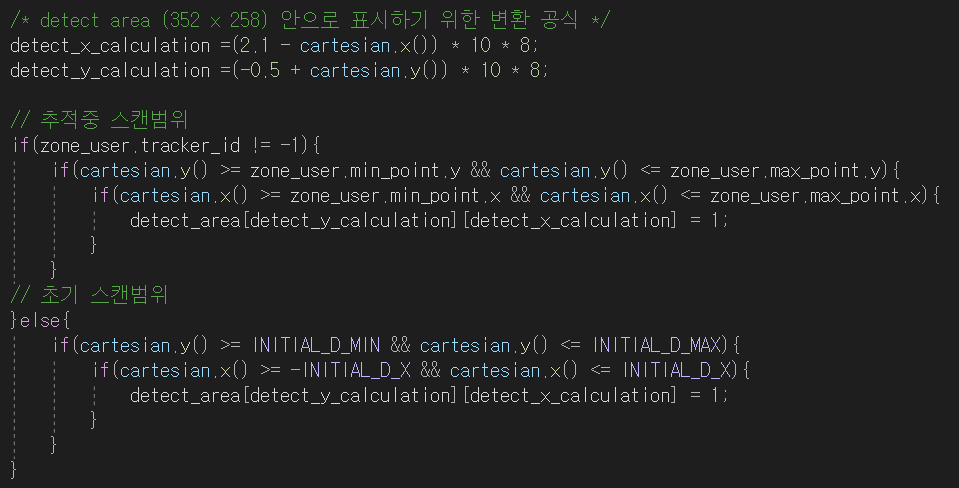 /* detect area (352 x 258) 안으로 표시하기 위한 변환 공식 */
detect_x_calculation =(2.1 - cartesian.x()) * 10 * 8;
detect_y_calculation =(-0.5 + cartesian.y()) * 10 * 8;
// 추적중 스캔범위
if(zone_user.tracker_id != -1){
if(cartesian.y() >= zone_user.min_point.y && cartesian.y() <= zone_user.max_point.y){
if(cartesian.x() >= zone_user.min_point.x && cartesian.x() <= zone_user.max_point.x){
detect_area[detect_y_calculation][detect_x_calculation] = 1;
}
}
// 초기 스캔범위
}else{
if(cartesian.y() >= INITIAL_D_MIN && cartesian.y() <= INITIAL_D_MAX){
if(cartesian.x() >= -INITIAL_D_X && cartesian.x() <= INITIAL_D_X){
detect_area[detect_y_calculation][detect_x_calculation] = 1;
}
}
}